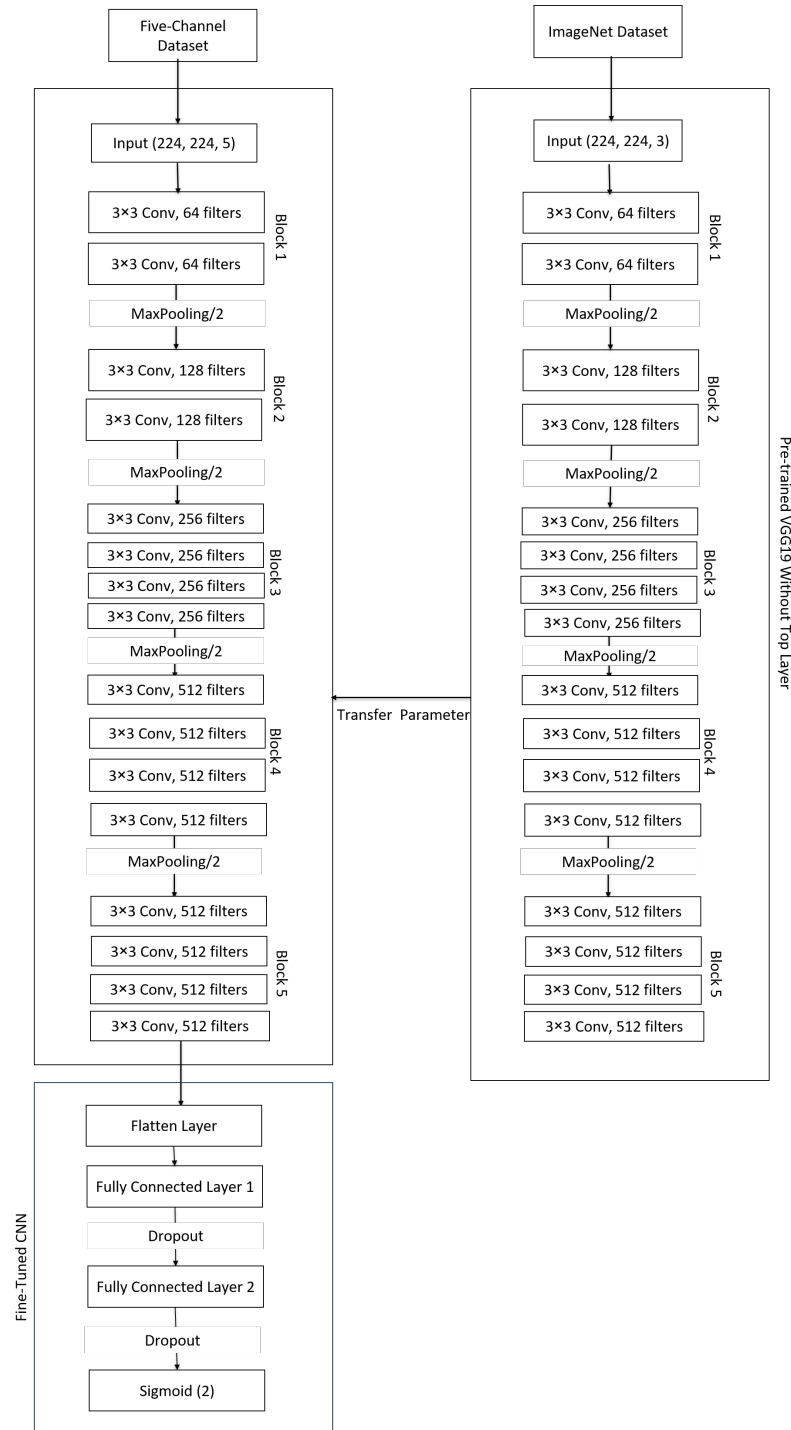 Five-Channel
Dataset
Input (224, 224, 5)
3×3 Conv, 64 filters
3×3 Conv, 64 filters
Block 1
MaxPooling/2
3×3 Conv, 128 filters
3×3 Conv, 128 filters
Block 2
MaxPooling/2
3×3 Conv, 256 filters
3×3 Conv, 256 filters
3×3 Conv, 256 filters
3×3 Conv, 256 filters
Block 3
MaxPooling/2
3×3 Conv, 512 filters
3×3 Conv, 512 filters
3×3 Conv, 512 filters
3×3 Conv, 512 filters
Block 4
MaxPooling/2
3×3 Conv, 512 filters
3×3 Conv, 512 filters
3×3 Conv, 512 filters
3×3 Conv, 512 filters
Block 5
Fine-Tuned CNN
Flatten Layer
Fully Connected Layer 1
Dropout
Fully Connected Layer 2
Dropout
Sigmoid (2)
Transfer Parameter
ImageNet Dataset
Input (224, 224, 3)
3×3 Conv, 64 filters
3×3 Conv, 64 filters
Block 1
MaxPooling/2
3×3 Conv, 128 filters
3×3 Conv, 128 filters
Block 2
MaxPooling/2
3×3 Conv, 256 filters
3×3 Conv, 256 filters
3×3 Conv, 256 filters
3×3 Conv, 256 filters
Block 3
MaxPooling/2
3×3 Conv, 512 filters
3×3 Conv, 512 filters
3×3 Conv, 512 filters
3×3 Conv, 512 filters
Block 4
MaxPooling/2
3×3 Conv, 512 filters
3×3 Conv, 512 filters
3×3 Conv, 512 filters
3×3 Conv, 512 filters
Block 5
Pre-trained VGG19 Without Top Layer